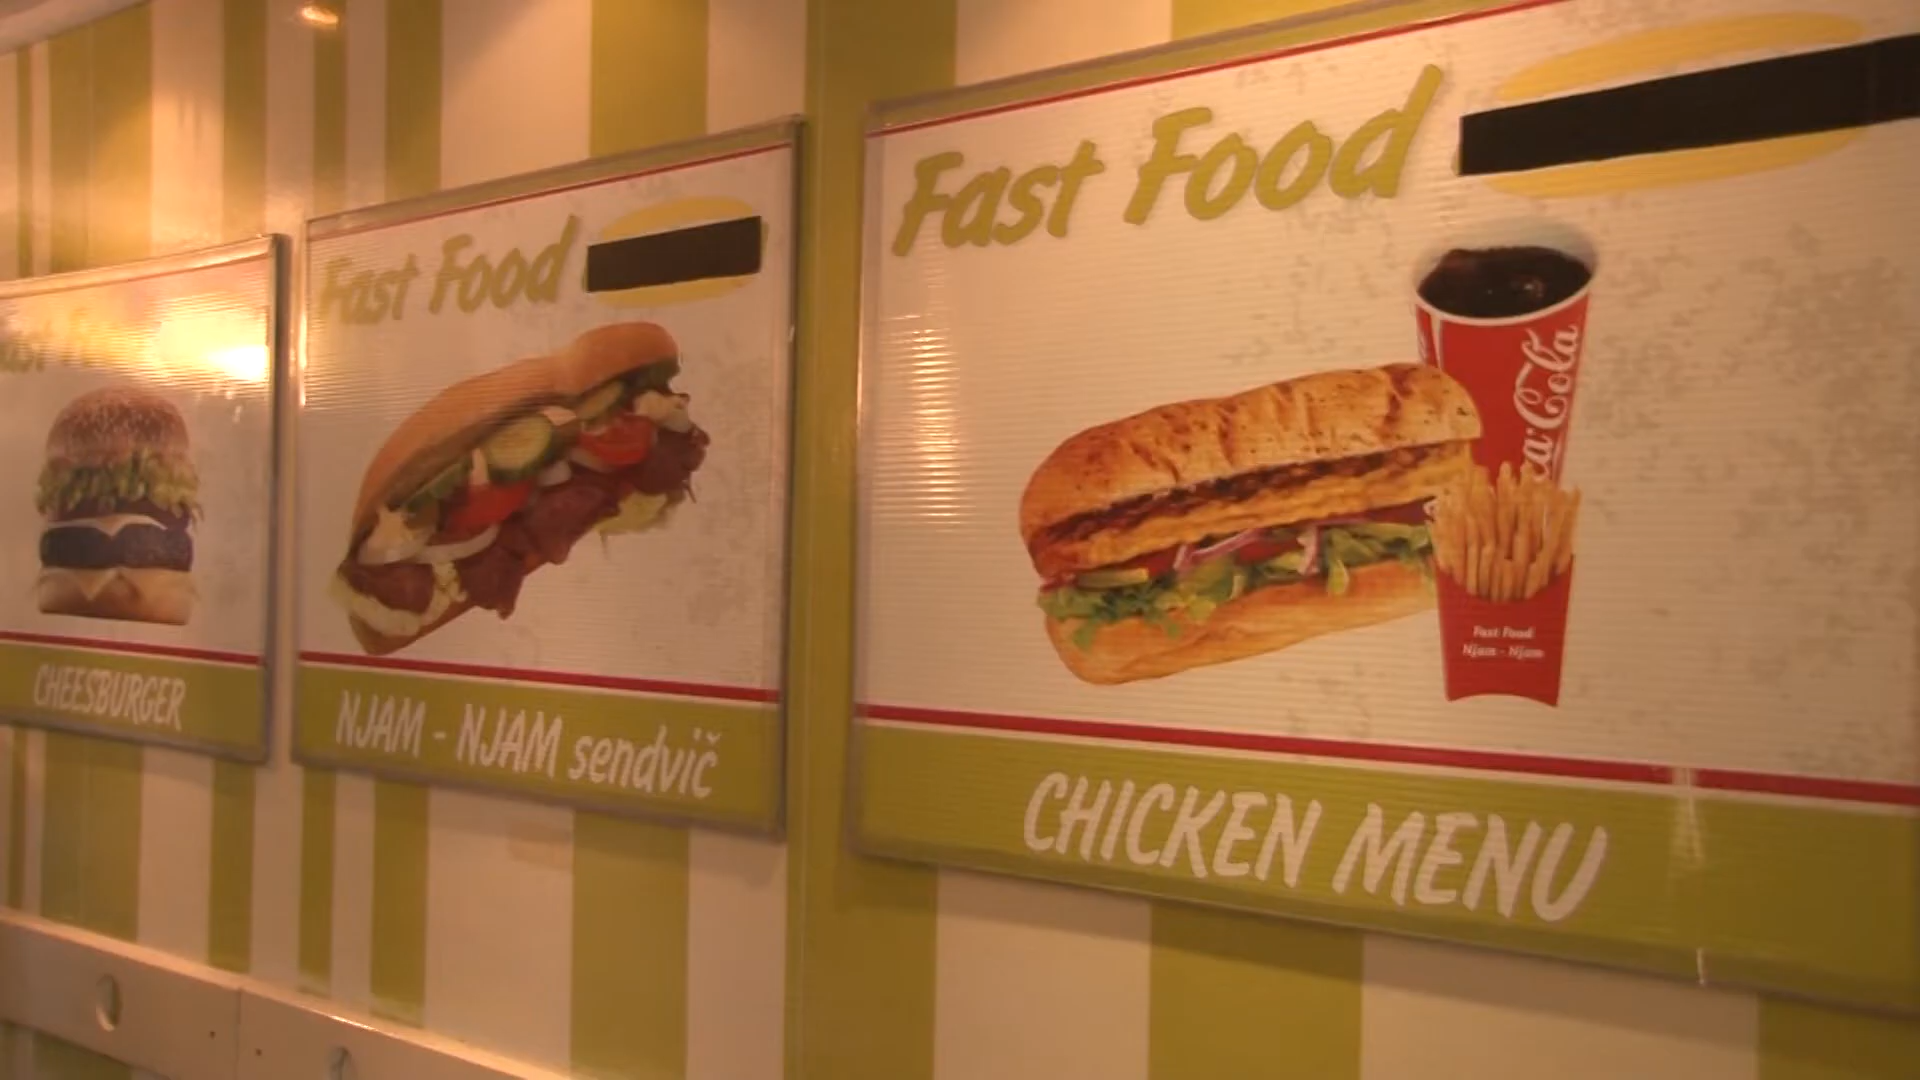 Fast Food
CHEESBURGER
Fast Food
NJAM - NJAM sendvič
Fast Food
Coca-Cola
Fast Food
Njam - Njam
CHICKEN MENU